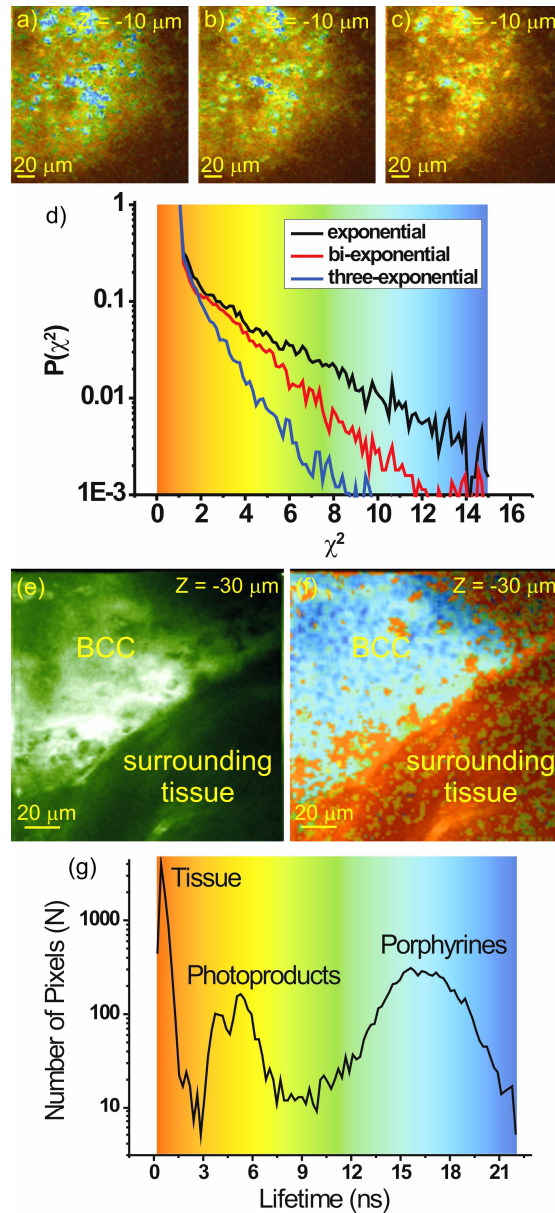 a) Z = -10 µm
20 µm
b) Z = -10 µm
20 µm
c) Z = -10 µm
20 µm
d)
exponential
bi-exponential
three-exponential
P(χ²)
1
0.1
0.01
1E-3
0 2 4 6 8 10 12 14 16
χ²
(e) Z = -30 µm
BCC
surrounding
tissue
20 µm
(f) Z = -30 µm
BCC
surrounding
tissue
20 µm
(g)
Tissue
Photoproducts
Porphyrines
Number of Pixels (N)
1000
100
10
0 3 6 9 12 15 18 21
Lifetime (ns)